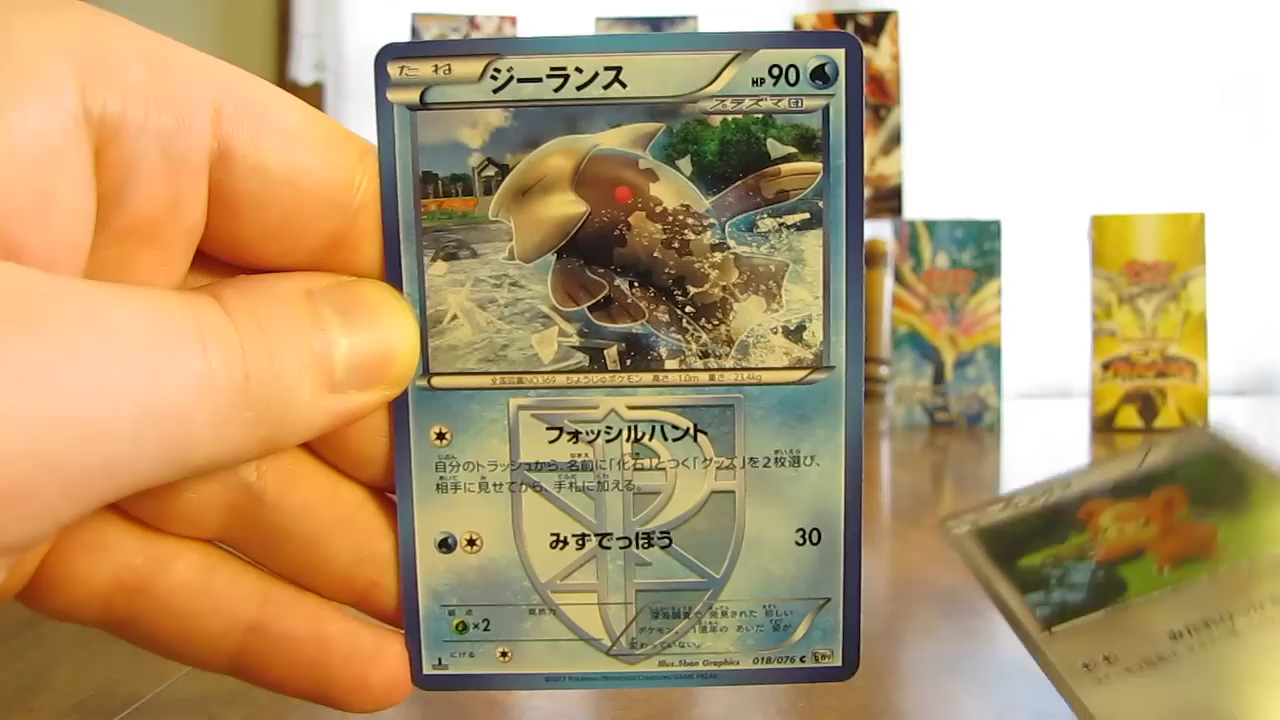 たね
ジーランス
HP 90
プラズマ団
全国図鑑NO.369 ちょうじゅポケモン 高さ:1.0m 重さ:23.4kg
フォッシルハント
自分のトラッシュから、名前に「化石」とつく「グッズ」を2枚選び、
相手に見せてから、手札に加える。
みずでっぽう 30
弱点 抵抗力
×2
深海調査で 発見された 珍しい
ポケモン。1億年の あいだ 姿が
変わっていない。
にげる
Illus.5ban Graphics 018/076 C BW9
©2013 Pokémon/Nintendo/Creatures/GAME FREAK.